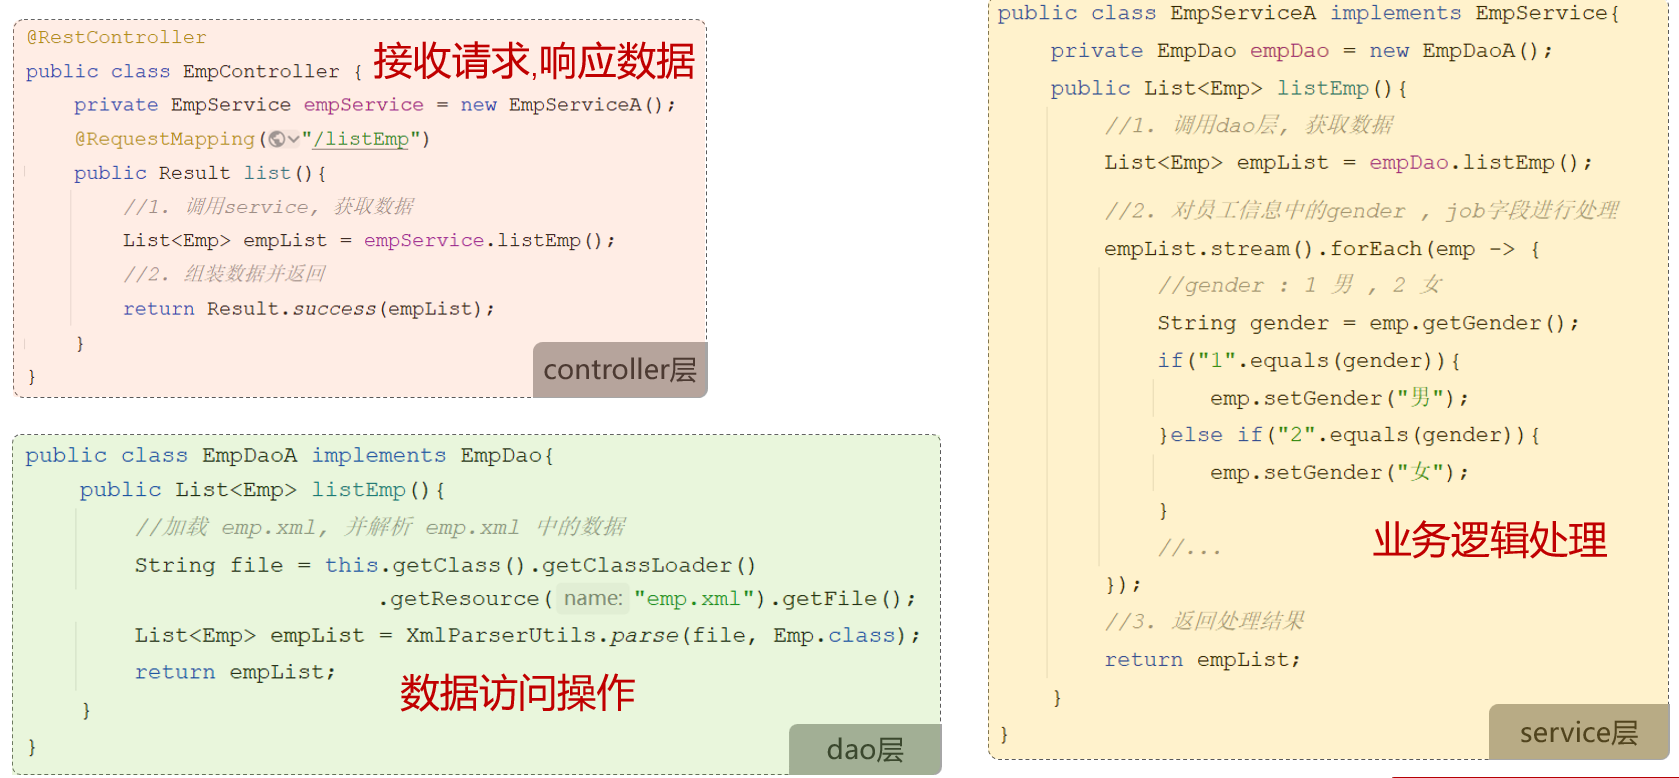 @RestController
public class EmpController {
接收请求,响应数据
    private EmpService empService = new EmpServiceA();
    @RequestMapping("/listEmp")
    public Result list(){
        //1. 调用service, 获取数据
        List<Emp> empList = empService.listEmp();
        //2. 组装数据并返回
        return Result.success(empList);
    }
}
controller层
public class EmpDaoA implements EmpDao{
    public List<Emp> listEmp(){
        //加载 emp.xml, 并解析 emp.xml 中的数据
        String file = this.getClass().getClassLoader()
                .getResource( name: "emp.xml").getFile();
        List<Emp> empList = XmlParserUtils.parse(file, Emp.class);
        return empList;
数据访问操作
    }
}
dao层
public class EmpServiceA implements EmpService{
    private EmpDao empDao = new EmpDaoA();
    public List<Emp> listEmp(){
        //1. 调用dao层, 获取数据
        List<Emp> empList = empDao.listEmp();
        //2. 对员工信息中的gender , job字段进行处理
        empList.stream().forEach(emp -> {
            //gender : 1 男 , 2 女
            String gender = emp.getGender();
            if("1".equals(gender)){
                emp.setGender("男");
            }else if("2".equals(gender)){
                emp.setGender("女");
            }
            //...
业务逻辑处理
        });
        //3. 返回处理结果
        return empList;
    }
}
service层